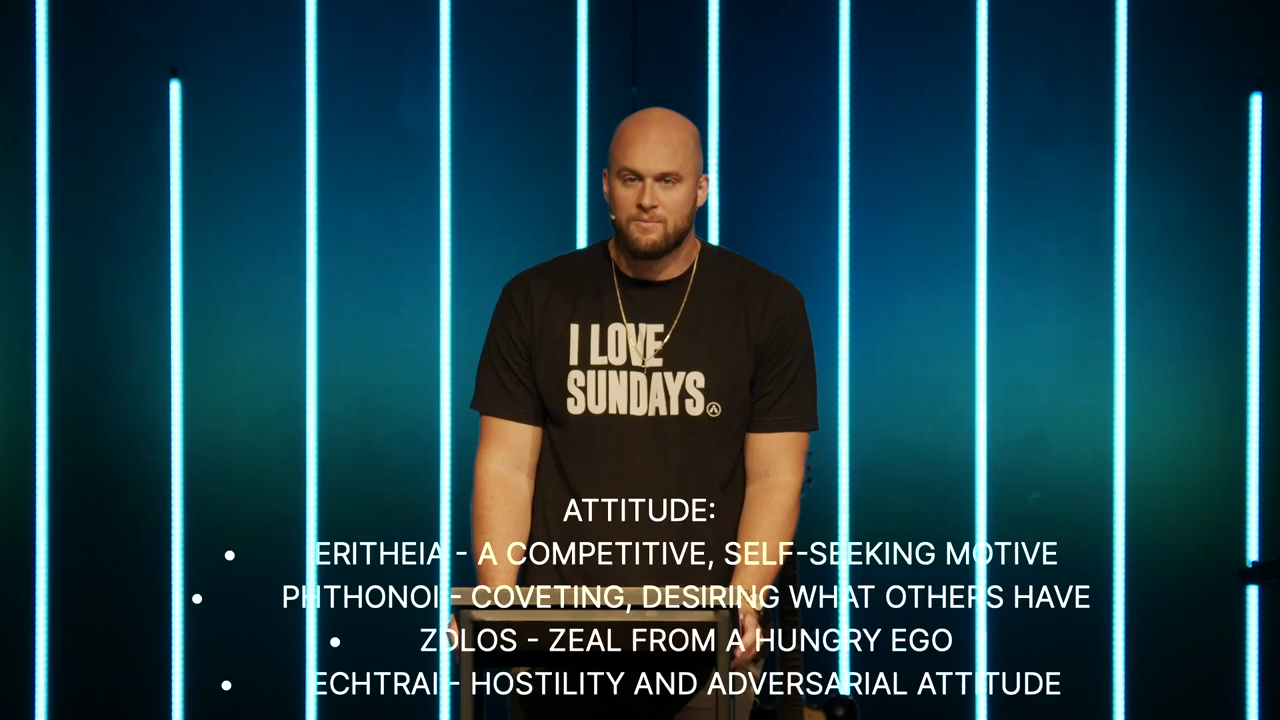 I LOVE
SUNDAYS
ATTITUDE:
• ERITHEIA - A COMPETITIVE, SELF-SEEKING MOTIVE
• PHTHONOI - COVETING, DESIRING WHAT OTHERS HAVE
• ZDLOS - ZEAL FROM A HUNGRY EGO
• ECHTRAI - HOSTILITY AND ADVERSARIAL ATTITUDE